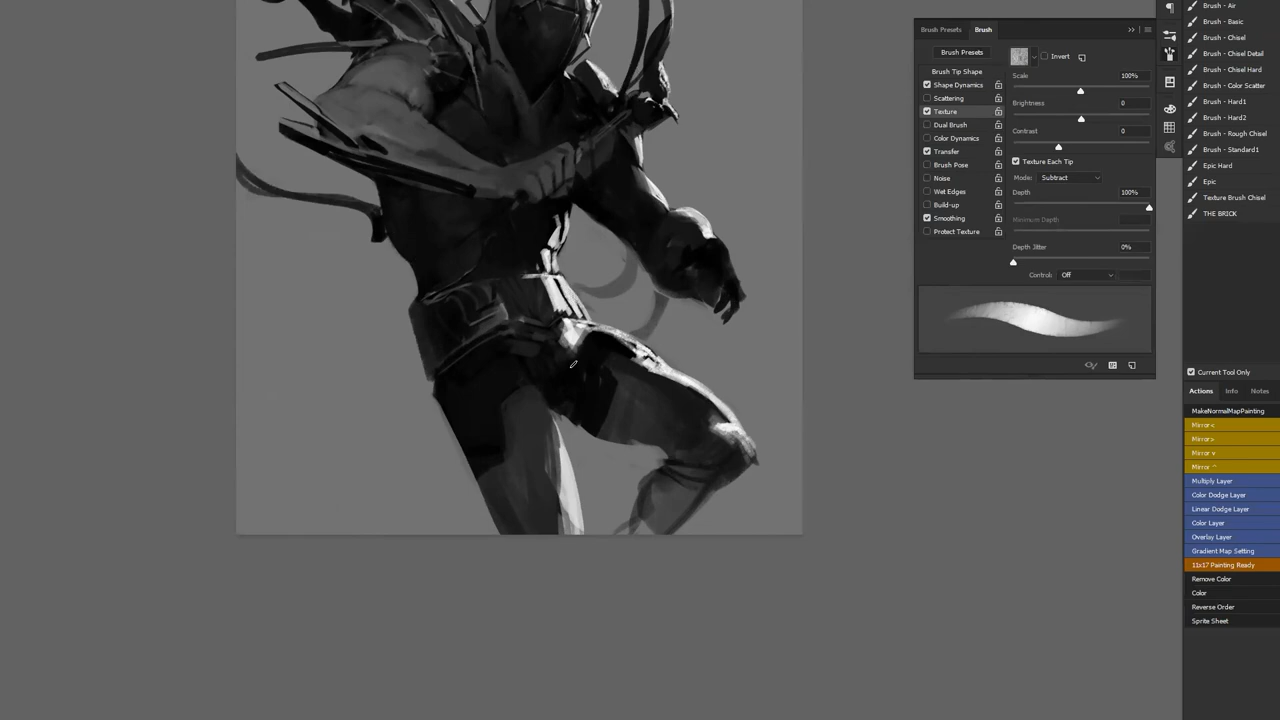 Brush Presets Brush
Brush Presets
Invert
Brush Tip Shape
Scale 100%
Shape Dynamics
Scattering
Brightness 0
Texture
Dual Brush
Contrast 0
Color Dynamics
Transfer
Texture Each Tip
Brush Pose
Mode: Subtract
Noise
Wet Edges
Depth 100%
Build-up
Smoothing
Minimum Depth
Protect Texture
Depth Jitter 0%
Control: Off
Brush - Air
Brush - Basic
Brush - Chisel
Brush - Chisel Detail
Brush - Chisel Hard
Brush - Color Scatter
Brush - Hard1
Brush - Hard2
Brush - Rough Chisel
Brush - Standard1
Epic Hard
Epic
Texture Brush Chisel
THE BRICK
Current Tool Only
Actions Info Notes
MakeNormalMapPainting
Mirror <
Mirror >
Mirror v
Mirror ^
Multiply Layer
Color Dodge Layer
Linear Dodge Layer
Color Layer
Overlay Layer
Gradient Map Setting
11x17 Painting Ready
Remove Color
Color
Reverse Order
Sprite Sheet